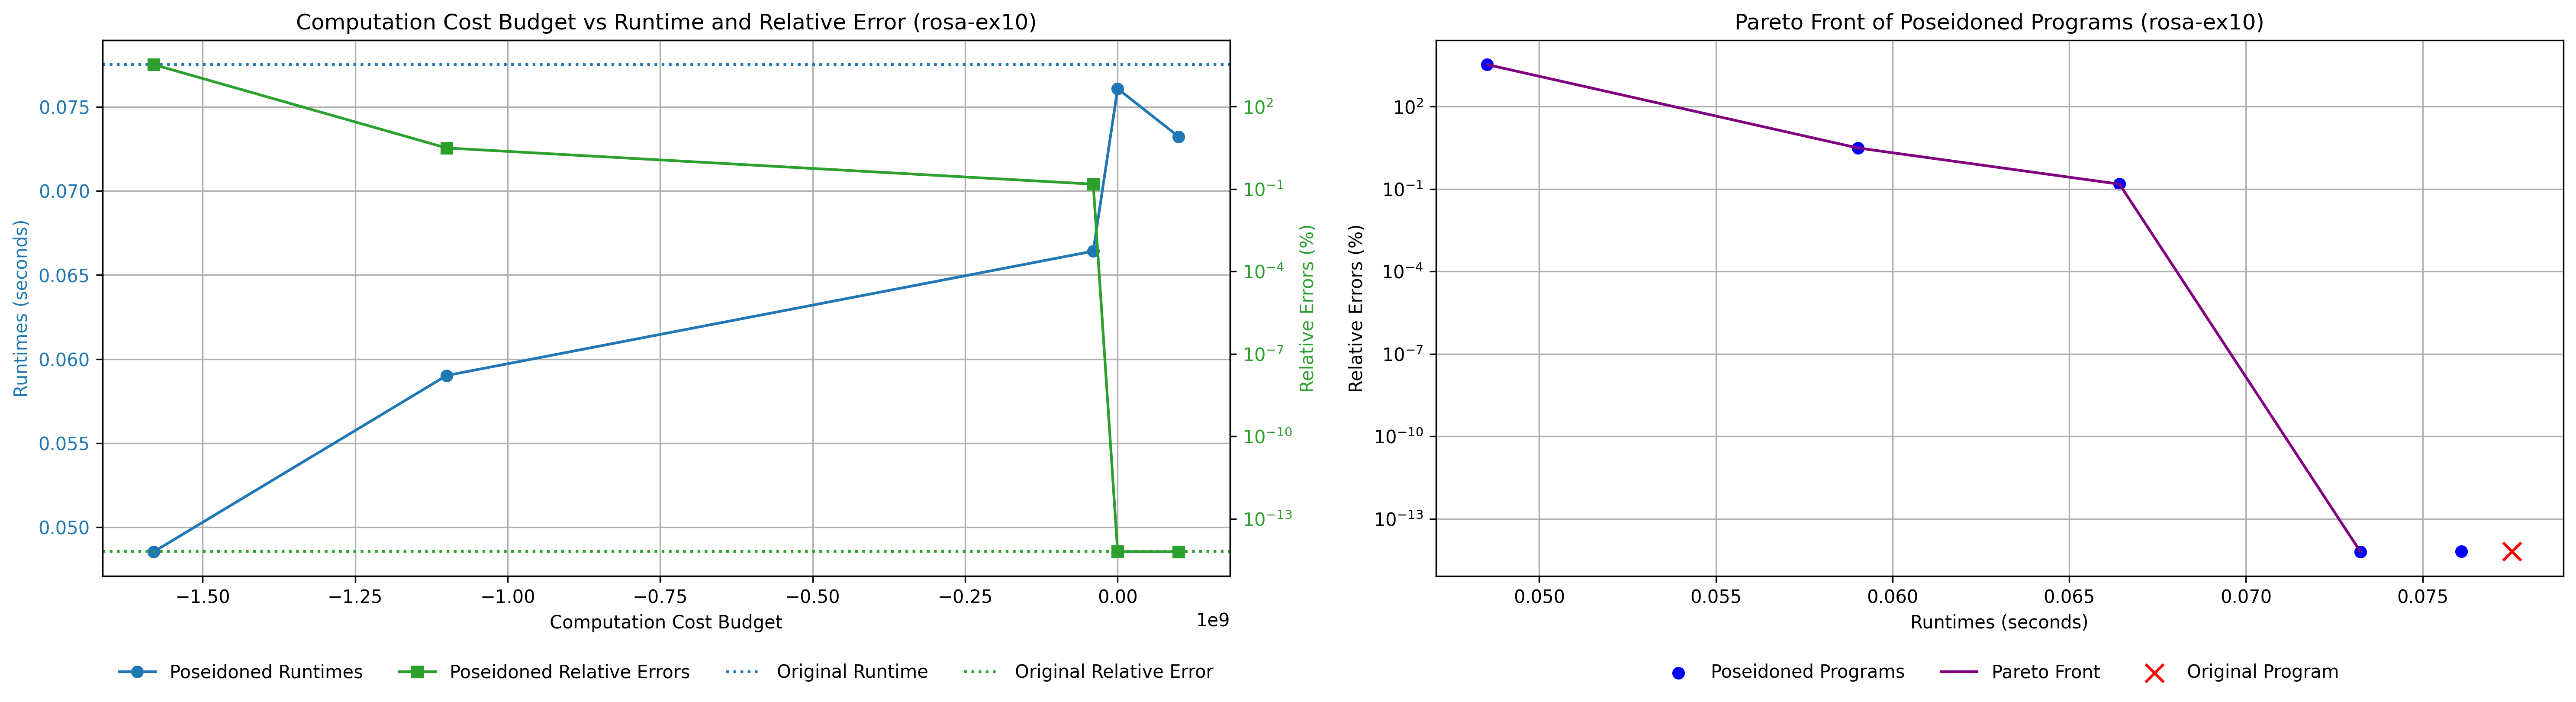 Computation Cost Budget vs Runtime and Relative Error (rosa-ex10)
Runtimes (seconds)
0.075
0.070
0.065
0.060
0.055
0.050
10²
10⁻¹
10⁻⁴
10⁻⁷
10⁻¹⁰
10⁻¹³
Relative Errors (%)
−1.50 −1.25 −1.00 −0.75 −0.50 −0.25 0.00
1e9
Computation Cost Budget
Poseidoned Runtimes Poseidoned Relative Errors Original Runtime Original Relative Error
Pareto Front of Poseidoned Programs (rosa-ex10)
Relative Errors (%)
10²
10⁻¹
10⁻⁴
10⁻⁷
10⁻¹⁰
10⁻¹³
0.050 0.055 0.060 0.065 0.070 0.075
Runtimes (seconds)
Poseidoned Programs Pareto Front Original Program